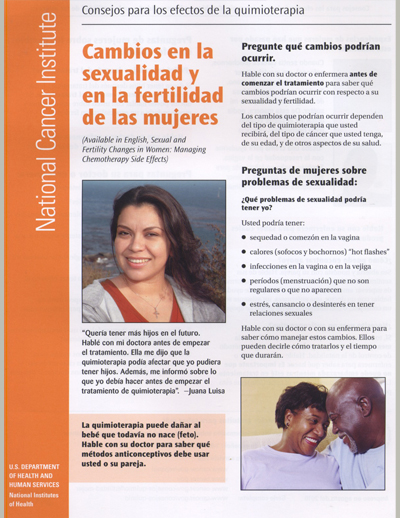 Consejos para los efectos de la quimioterapia
National Cancer Institute
Cambios en la
sexualidad y
en la fertilidad
de las mujeres
(Available in English, Sexual and
Fertility Changes in Women: Managing
Chemotherapy Side Effects)
"Quería tener más hijos en el futuro.
Hablé con mi doctora antes de empezar
el tratamiento. Ella me dijo que la
quimioterapia podía afectar que yo pudiera
tener hijos. Además, me informó sobre lo
que yo debía hacer antes de empezar el
tratamiento de quimioterapia". –Juana Luisa
La quimioterapia puede dañar al
bebé que todavía no nace (feto).
Hable con su doctor para saber qué
métodos anticonceptivos debe usar
usted o su pareja.
Pregunte qué cambios podrían
ocurrir.
Hable con su doctor o enfermera antes de
comenzar el tratamiento para saber qué
cambios podrían ocurrir con respecto a su
sexualidad y fertilidad.
Los cambios que podrían ocurrir dependen
del tipo de quimioterapia que usted
recibirá, del tipo de cáncer que usted tenga,
de su edad, y de otros aspectos de su salud.
Preguntas de mujeres sobre
problemas de sexualidad:
¿Qué problemas de sexualidad podría
tener yo?
Usted podría tener:
● sequedad o comezón en la vagina
● calores (sofocos y bochornos) "hot flashes"
● infecciones en la vagina o en la vejiga
● períodos (menstruación) que no son
regulares o que no aparecen
● estrés, cansancio o desinterés en tener
relaciones sexuales
Hable con su doctor o con su enfermera para
saber cómo manejar estos cambios. Ellos
pueden decirle cómo tratarlos y el tiempo
que durarán.
U.S. DEPARTMENT
OF HEALTH AND
HUMAN SERVICES
National Institutes
of Health